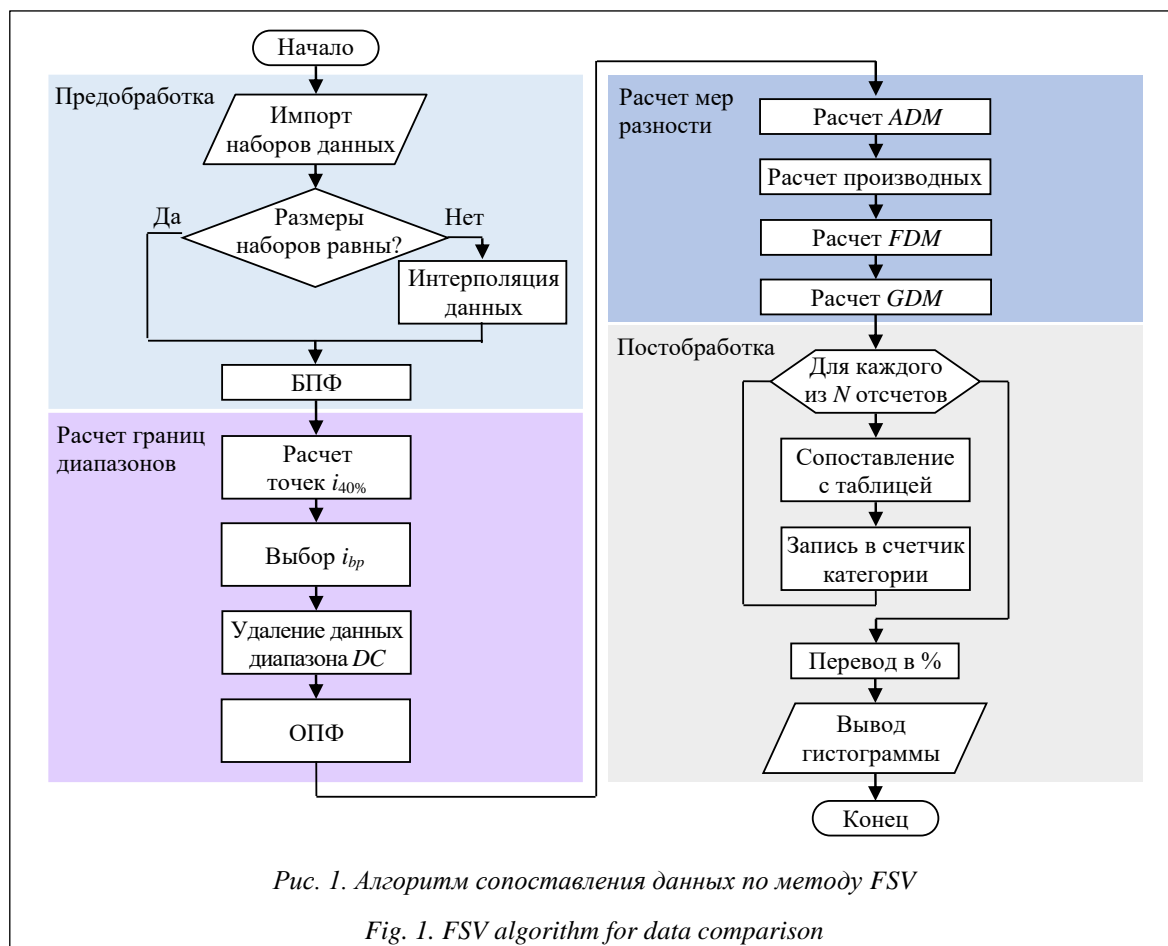 Начало
Предобработка
Импорт
наборов данных
Размеры
наборов равны?
Да
Нет
Интерполяция
данных
БПФ
Расчет границ
диапазонов
Расчет
точек i40%
Выбор ibp
Удаление данных
диапазона DC
ОПФ
Расчет мер
разности
Расчет ADM
Расчет производных
Расчет FDM
Расчет GDM
Постобработка
Для каждого
из N отсчетов
Сопоставление
с таблицей
Запись в счетчик
категории
Перевод в %
Вывод
гистограммы
Конец
Рис. 1. Алгоритм сопоставления данных по методу FSV
Fig. 1. FSV algorithm for data comparison